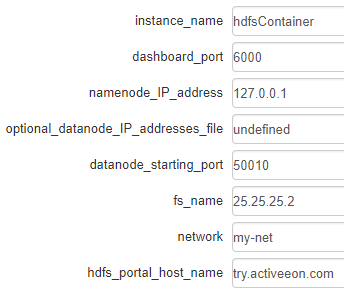 instance_name hdfsContainer
dashboard_port 6000
namenode_IP_address 127.0.0.1
optional_datanode_IP_addresses_file undefined
datanode_starting_port 50010
fs_name 25.25.25.2
network my-net
hdfs_portal_host_name try.activeeon.com